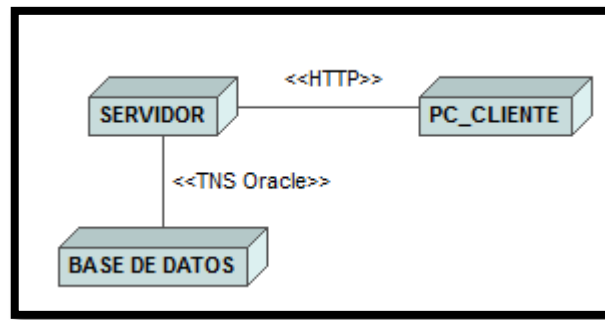 <<HTTP>>
SERVIDOR
PC_CLIENTE
<<TNS Oracle>>
BASE DE DATOS